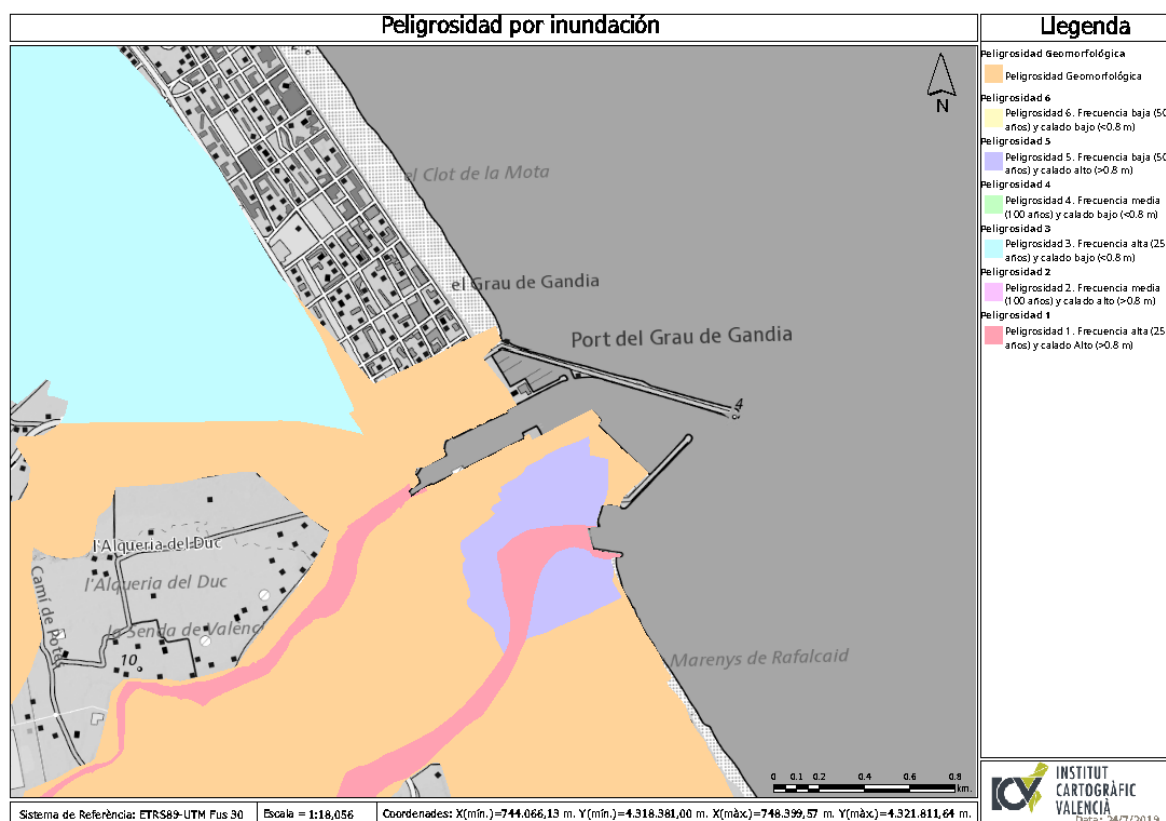 Peligrosidad por inundación
Llegenda
Peligrosidad Geomorfológica
Peligrosidad Geomorfológica
Peligrosidad 6
Peligrosidad 6. Frecuencia baja (50
años) y calado bajo (<0.8 m)
Peligrosidad 5
Peligrosidad 5. Frecuencia baja (50
años) y calado alto (>0.8 m)
Peligrosidad 4
Peligrosidad 4. Frecuencia media
(100 años) y calado bajo (<0.8 m)
Peligrosidad 3
Peligrosidad 3. Frecuencia alta (25
años) y calado bajo (<0.8 m)
Peligrosidad 2
Peligrosidad 2. Frecuencia media
(100 años) y calado alto (>0.8 m)
Peligrosidad 1
Peligrosidad 1. Frecuencia alta (25
años) y calado Alto (>0.8 m)
N
el Clot de la Mota
el Grau de Gandia
Port del Grau de Gandia
4
l'Alqueria del Duc
l'Alqueria del Duc
Camí de
la Senda de Valenc
10
Marenys de Rafalcaid
0 0.1 0.2 0.4 0.6 0.8
km.
ICV
INSTITUT
CARTOGRÀFIC
VALENCIÀ
Data: 24/7/2019
Sistema de Referència: ETRS89-UTM Fus 30
Escala = 1:18,056
Coordenades: X(mín.)=744.066,13 m. Y(mín.)=4.318.381,00 m. X(màx.)=748.399,57 m. Y(màx.)=4.321.811,64 m.